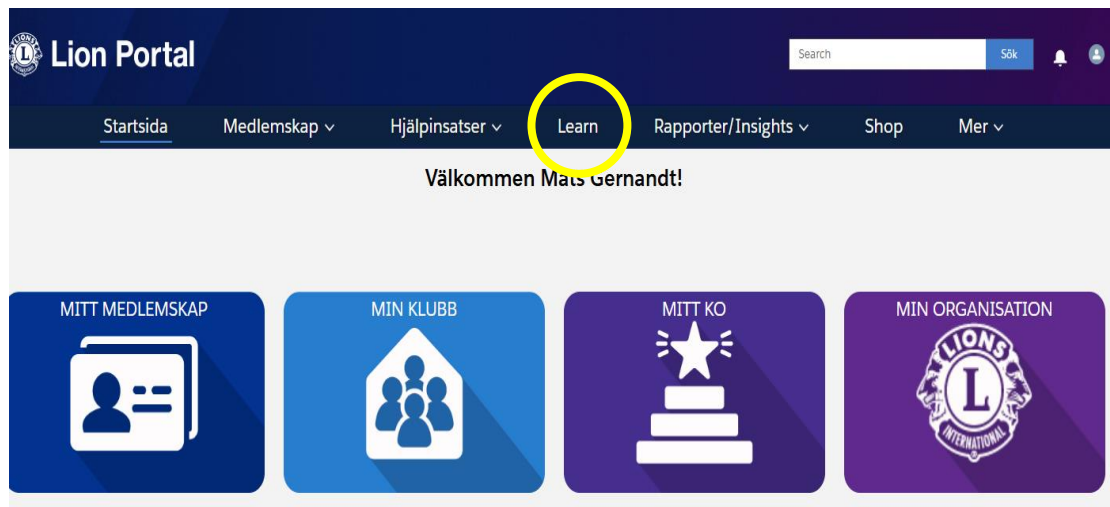 Lion Portal
Search
Sök
Startsida Medlemskap Hjälpinsatser Learn Rapporter/Insights Shop Mer
Välkommen Mats Gernandt!
MITT MEDLEMSKAP
MIN KLUBB
MITT KO
MIN ORGANISATION
LIONS
L
INTERNATIONAL